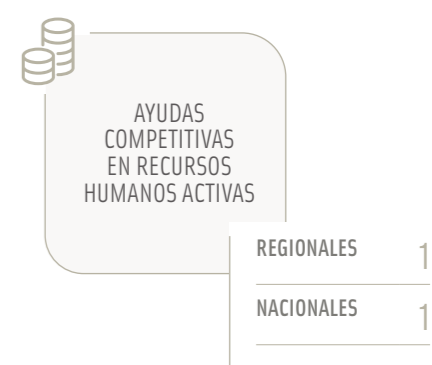 AYUDAS
COMPETITIVAS
EN RECURSOS
HUMANOS ACTIVAS
REGIONALES 1
NACIONALES 1